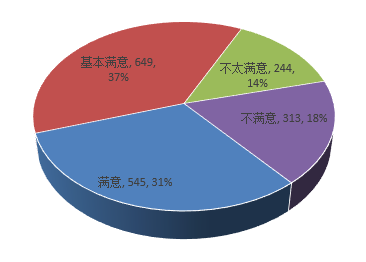 基本满意, 649,
37%
不太满意, 244,
14%
不满意, 313, 18%
满意, 545, 31%